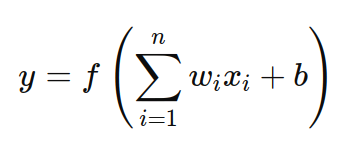 y = f ( ∑_{i=1}^{n} w_i x_i + b )